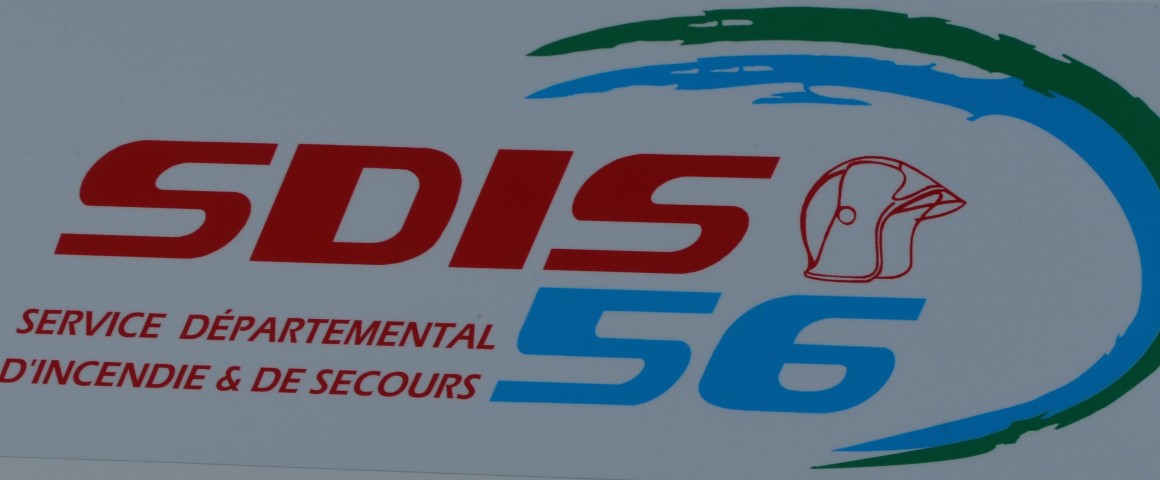 SDIS
56
SERVICE DÉPARTEMENTAL
D'INCENDIE & DE SECOURS